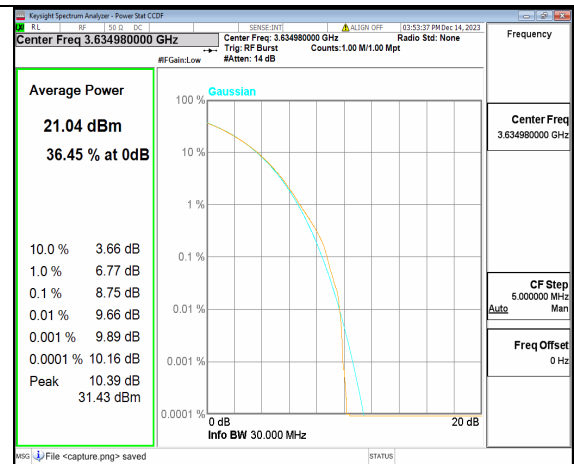 Keysight Spectrum Analyzer - Power Stat CCDF
RL RF 50 Ω DC SENSE:INT ALIGN OFF 03:53:37 PM Dec 14, 2023
Center Freq 3.634980000 GHz
Center Freq: 3.634980000 GHz Radio Std: None
Trig: RF Burst Counts:1.00 M/1.00 Mpt
#IFGain:Low #Atten: 14 dB
Frequency
Average Power
21.04 dBm
36.45 % at 0dB
10.0 % 3.66 dB
1.0 % 6.77 dB
0.1 % 8.75 dB
0.01 % 9.66 dB
0.001 % 9.89 dB
0.0001 % 10.16 dB
Peak 10.39 dB
31.43 dBm
Gaussian
100 %
10 %
1 %
0.1 %
0.01 %
0.001 %
0.0001 %
0 dB 20 dB
Info BW 30.000 MHz
Center Freq
3.634980000 GHz
CF Step
5.000000 MHz
Auto Man
Freq Offset
0 Hz
MSG File <capture.png> saved STATUS